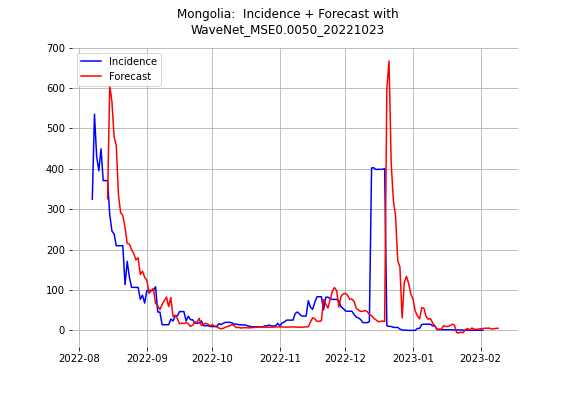 Mongolia:  Incidence + Forecast with
WaveNet_MSE0.0050_20221023
Incidence
Forecast
700
600
500
400
300
200
100
0
2022-08 2022-09 2022-10 2022-11 2022-12 2023-01 2023-02